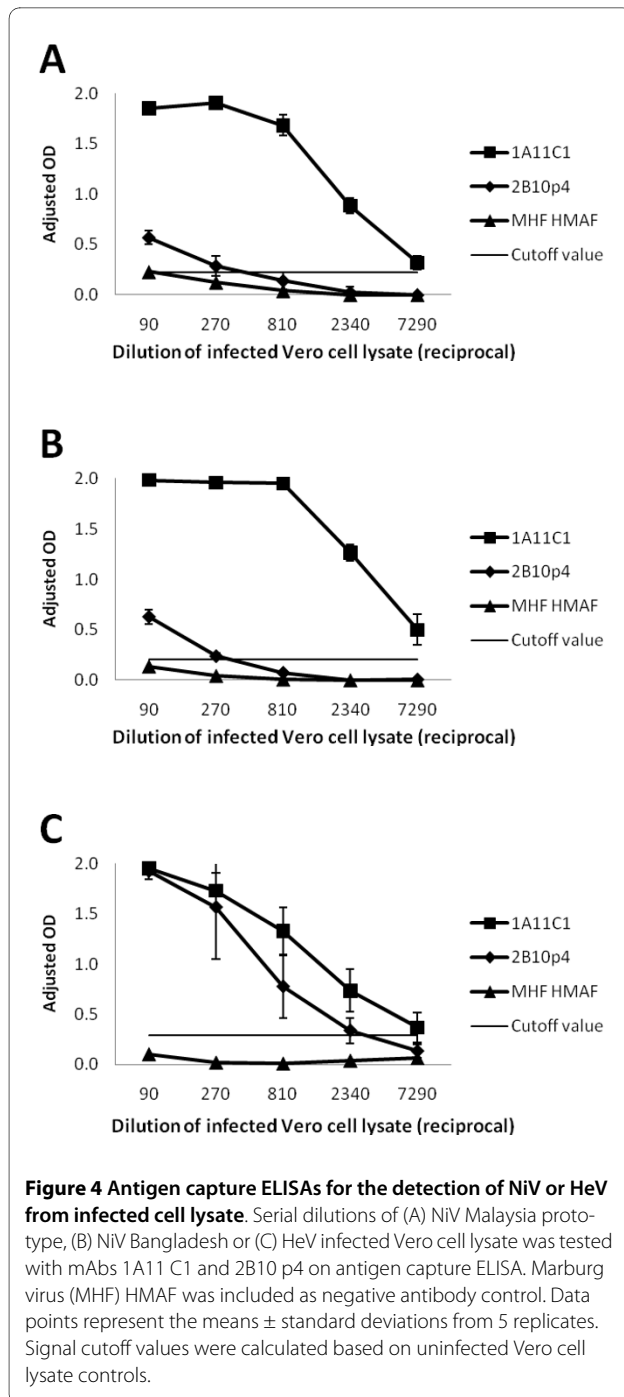 A
2.0
1.5
1.0
0.5
0.0
Adjusted OD
90 270 810 2340 7290
Dilution of infected Vero cell lysate (reciprocal)
1A11C1
2B10p4
MHF HMAF
Cutoff value
B
2.0
1.5
1.0
0.5
0.0
Adjusted OD
90 270 810 2340 7290
Dilution of infected Vero cell lysate (reciprocal)
1A11C1
2B10p4
MHF HMAF
Cutoff value
C
2.0
1.5
1.0
0.5
0.0
Adjusted OD
90 270 810 2340 7290
Dilution of infected Vero cell lysate (reciprocal)
1A11C1
2B10p4
MHF HMAF
Cutoff value
Figure 4 Antigen capture ELISAs for the detection of NiV or HeV
from infected cell lysate. Serial dilutions of (A) NiV Malaysia proto-
type, (B) NiV Bangladesh or (C) HeV infected Vero cell lysate was tested
with mAbs 1A11 C1 and 2B10 p4 on antigen capture ELISA. Marburg
virus (MHF) HMAF was included as negative antibody control. Data
points represent the means ± standard deviations from 5 replicates.
Signal cutoff values were calculated based on uninfected Vero cell
lysate controls.